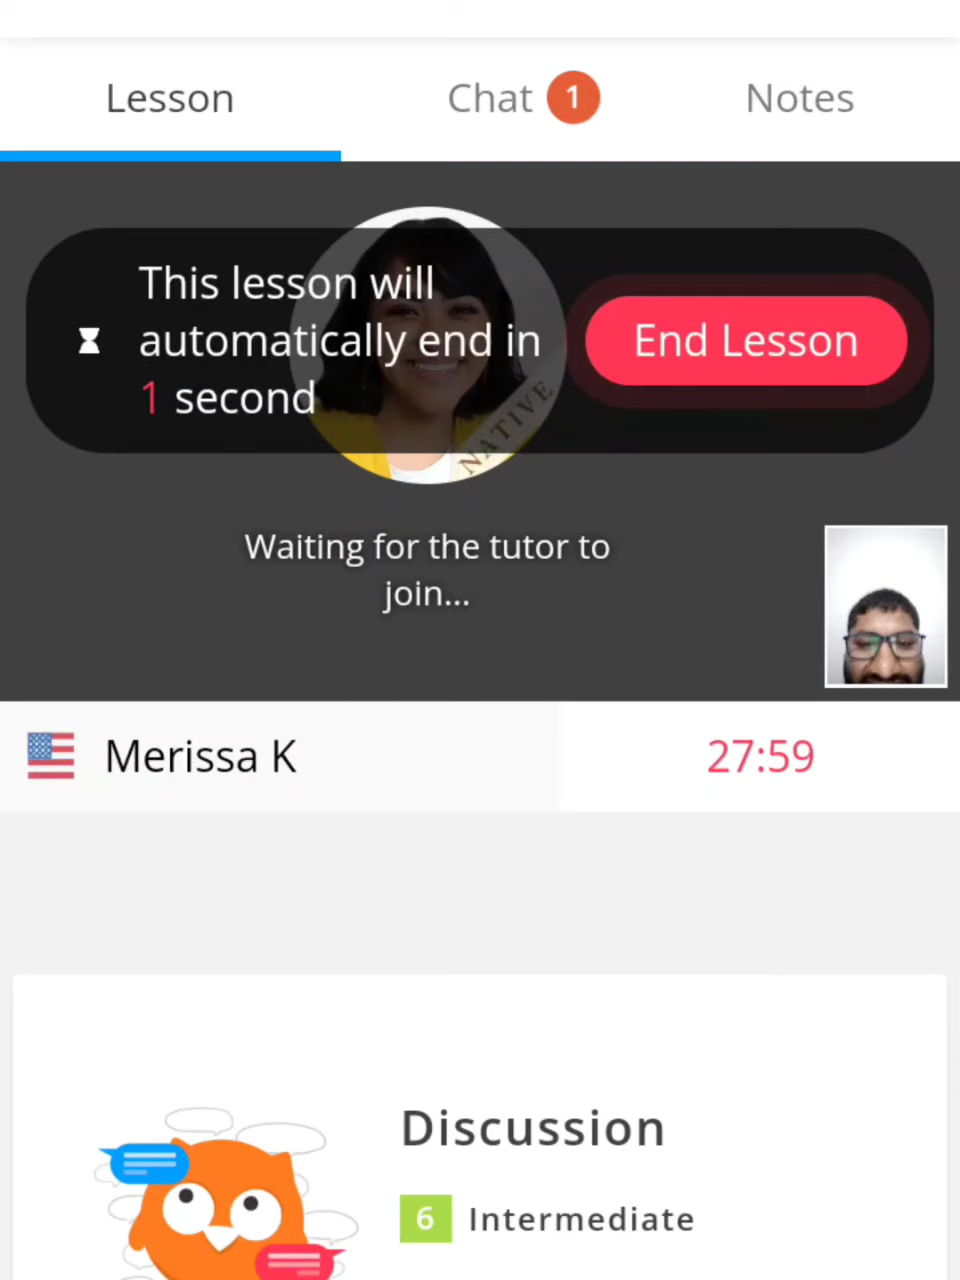 Lesson
Chat 1
Notes
This lesson will
automatically end in
1 second
End Lesson
NATIVE
Waiting for the tutor to
join...
Merissa K
27:59
Discussion
6 Intermediate